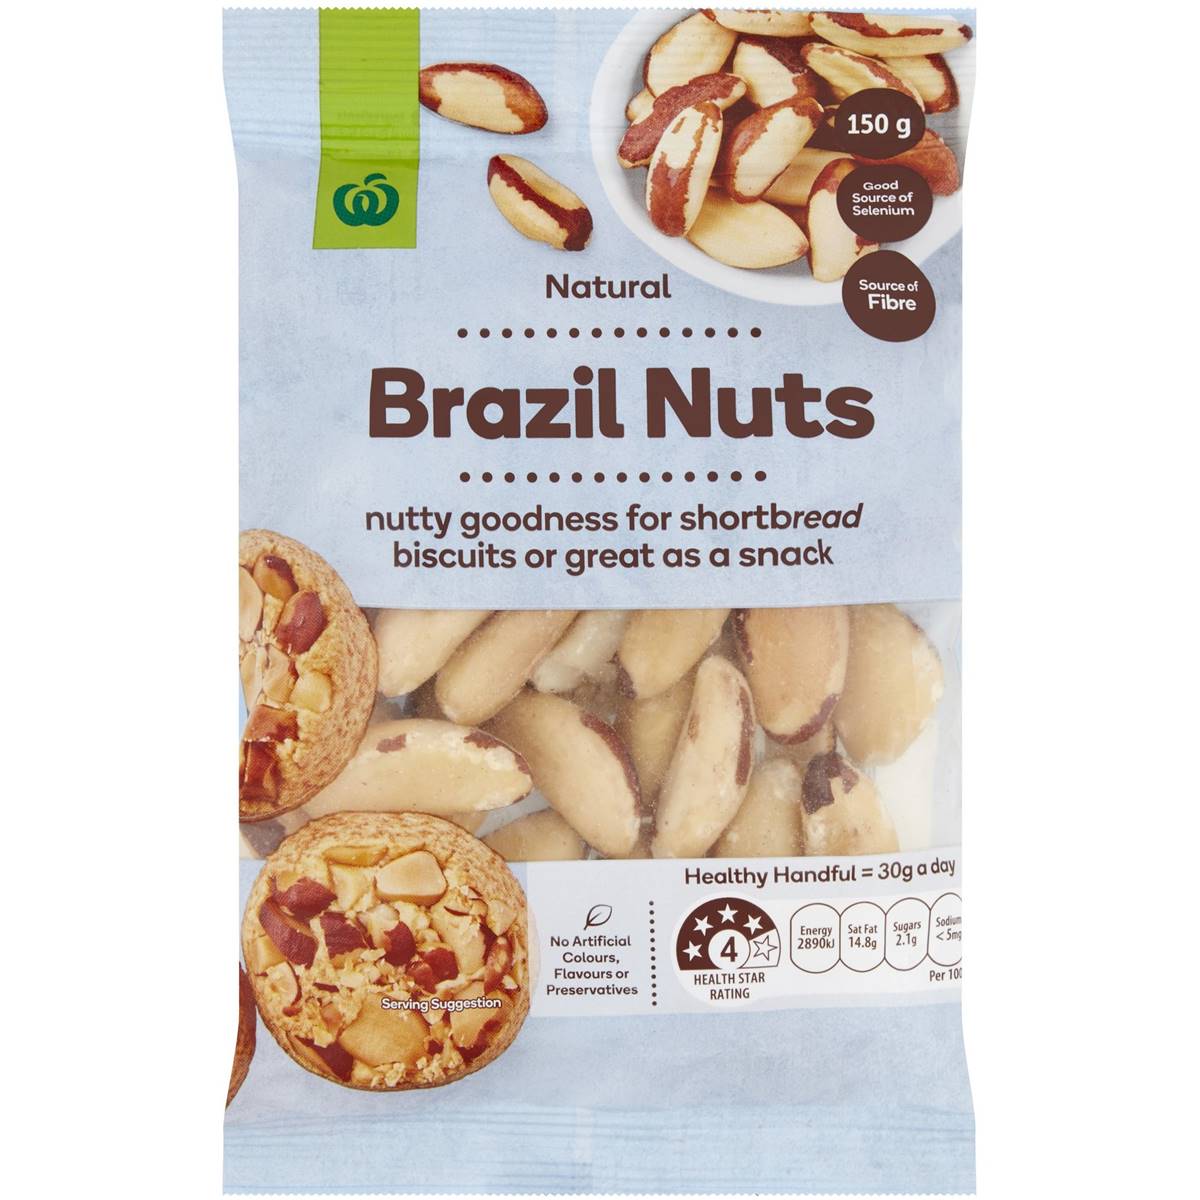 150 g
Good
Source of
Selenium
Source of
Fibre
Natural
Brazil Nuts
nutty goodness for shortbread
biscuits or great as a snack
Healthy Handful = 30g a day
No Artificial
Colours,
Flavours or
Preservatives
4
HEALTH STAR
RATING
Energy
2890kJ
Sat Fat
14.8g
Sugars
2.1g
Sodium
<5mg
Per 100
Serving Suggestion